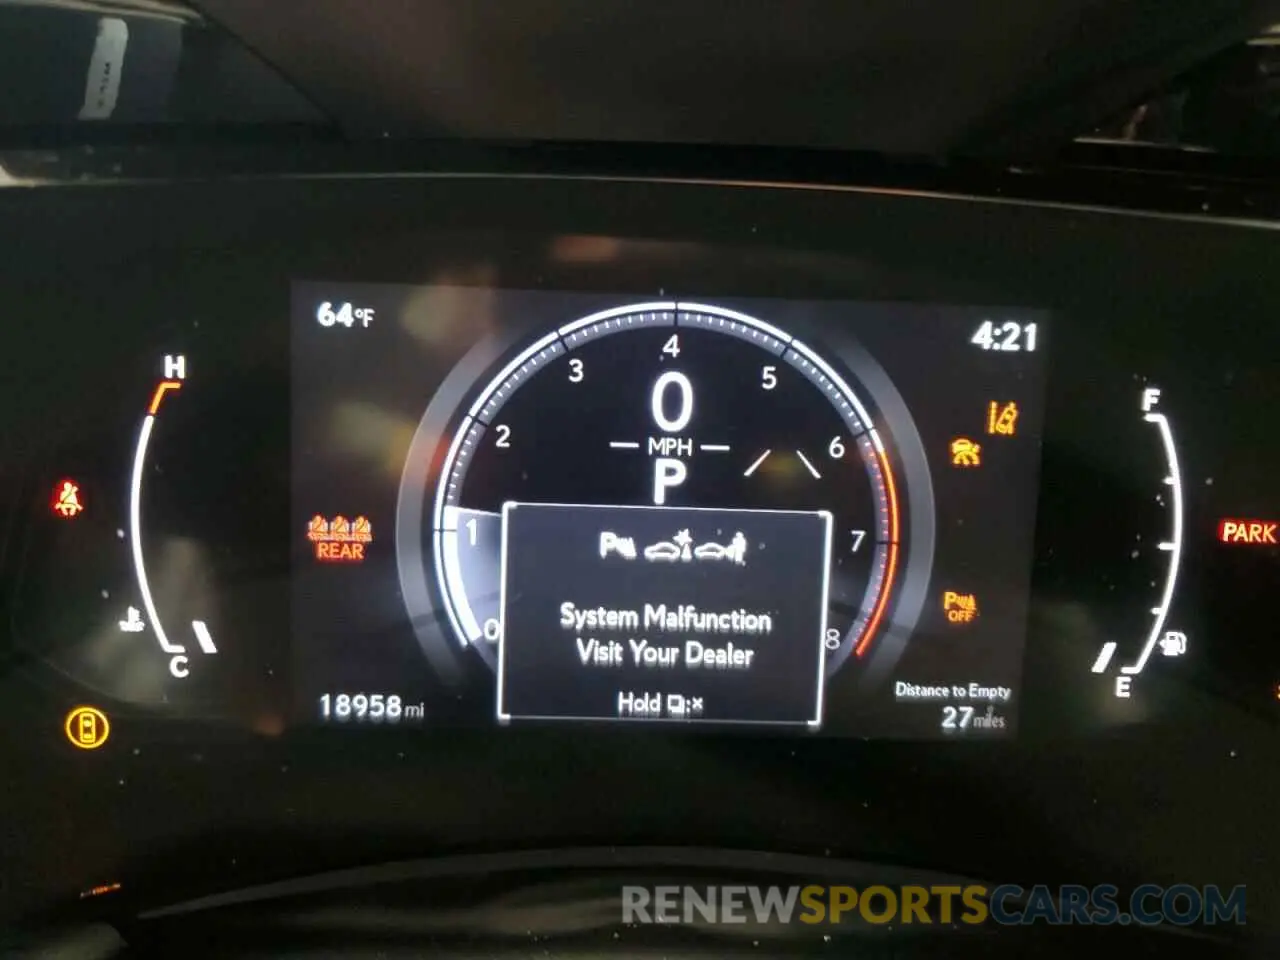 64°F
4:21
H
F
4
3
5
0
2
6
MPH
P
1
7
REAR
PARK
P
P
OFF
System Malfunction
0
8
Visit Your Dealer
C
E
Distance to Empty
18958 mi
Hold
27 miles
RENEWSPORTSCARS.COM